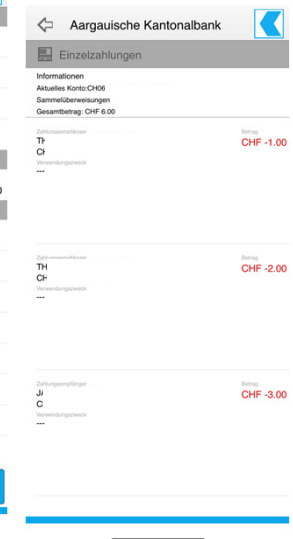 Aargauische Kantonalbank
Einzelzahlungen
Informationen
Aktuelles Konto:CH06
Sammelüberweisungen
Gesamtbetrag: CHF 6.00
Zahlungsempfänger Betrag
TH CHF -1.00
CH
Verwendungszweck
---
Zahlungsempfänger Betrag
TH CHF -2.00
CH
Verwendungszweck
---
Zahlungsempfänger Betrag
CHF -3.00
C
Verwendungszweck
---